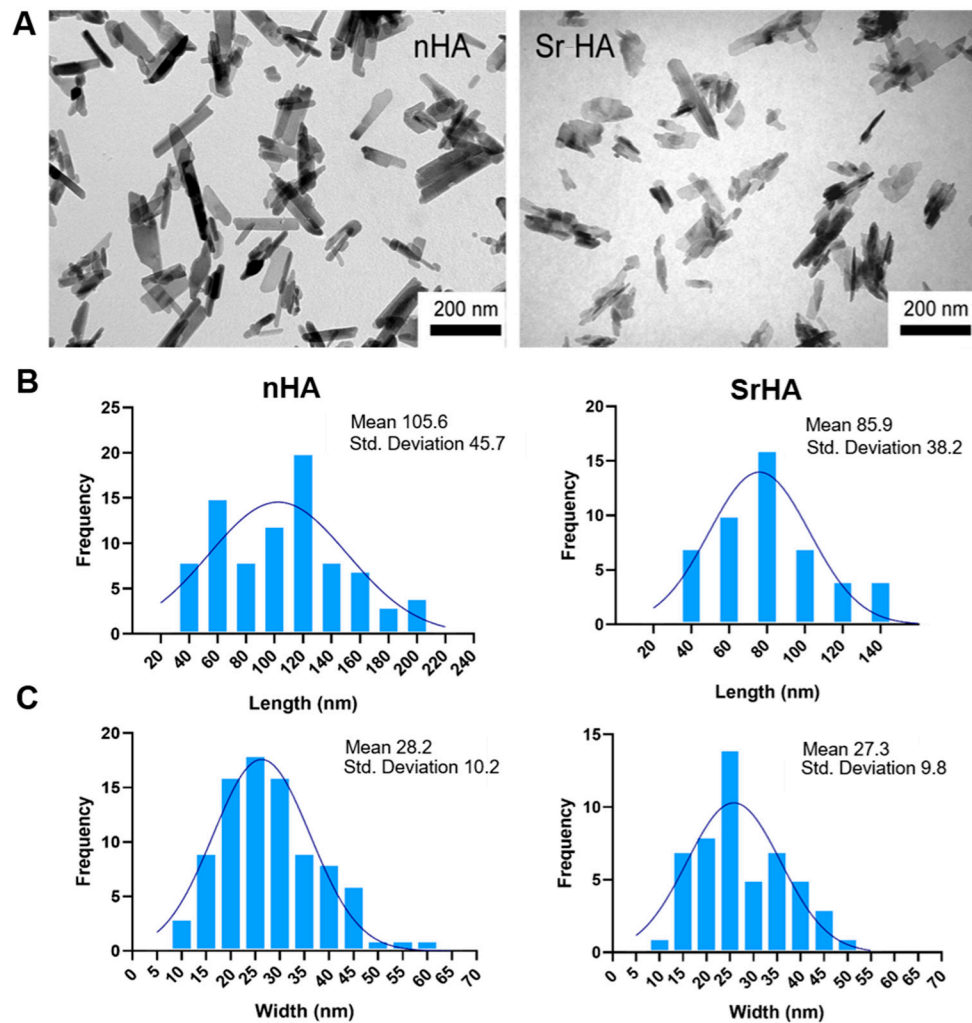 A
nHA
Sr HA
200 nm
200 nm
B
nHA
SrHA
Mean 105.6
Std. Deviation 45.7
Frequency
25
20
15
10
5
0
20 40 60 80 100 120 140 160 180 200 220 240
Length (nm)
Mean 85.9
Std. Deviation 38.2
Frequency
20
15
10
5
0
20 40 60 80 100 120 140
Length (nm)
C
Mean 28.2
Std. Deviation 10.2
Frequency
20
15
10
5
0
0 5 10 15 20 25 30 35 40 45 50 55 60 65 70
Width (nm)
Mean 27.3
Std. Deviation 9.8
Frequency
15
10
5
0
0 5 10 15 20 25 30 35 40 45 50 55 60 65 70
Width (nm)